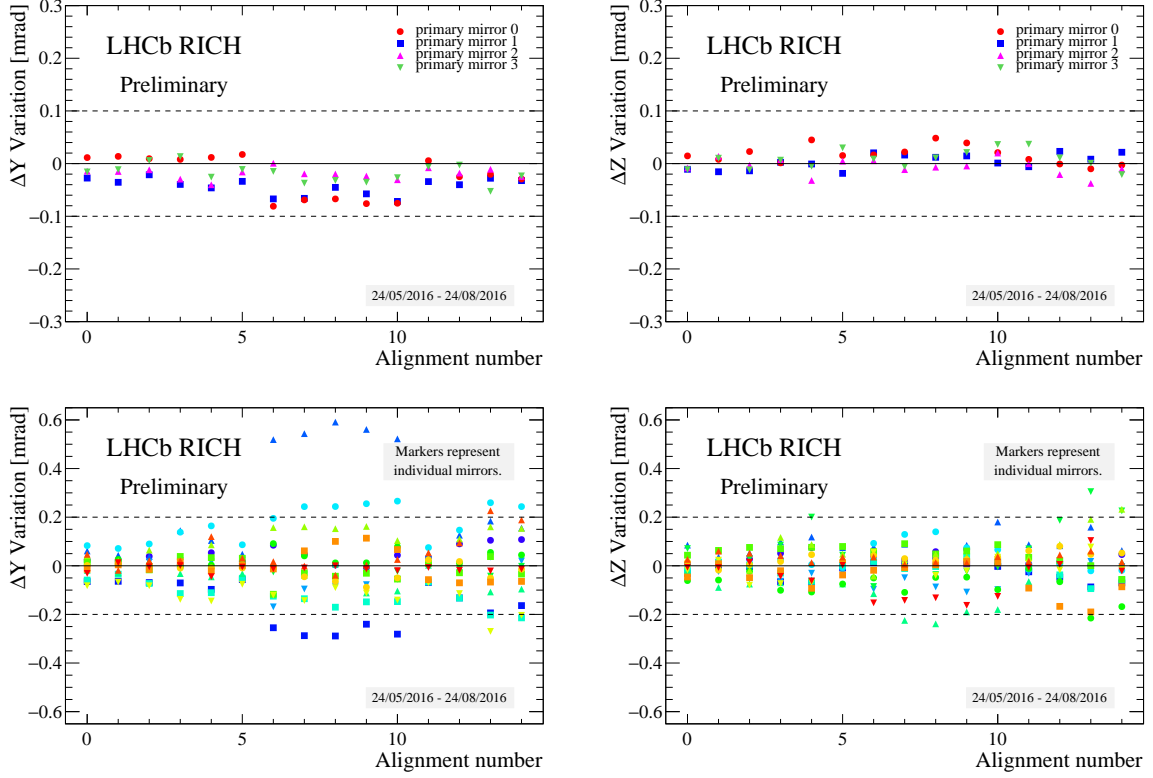 ΔY Variation [mrad]
LHCb RICH
Preliminary
primary mirror 0
primary mirror 1
primary mirror 2
primary mirror 3
0.3
0.2
0.1
0
−0.1
−0.2
−0.3
24/05/2016 - 24/08/2016
0 5 10
Alignment number
ΔZ Variation [mrad]
LHCb RICH
Preliminary
primary mirror 0
primary mirror 1
primary mirror 2
primary mirror 3
0.3
0.2
0.1
0
−0.1
−0.2
−0.3
24/05/2016 - 24/08/2016
0 5 10
Alignment number
ΔY Variation [mrad]
LHCb RICH
Preliminary
Markers represent
individual mirrors.
0.6
0.4
0.2
0
−0.2
−0.4
−0.6
24/05/2016 - 24/08/2016
0 5 10
Alignment number
ΔZ Variation [mrad]
LHCb RICH
Preliminary
Markers represent
individual mirrors.
0.6
0.4
0.2
0
−0.2
−0.4
−0.6
24/05/2016 - 24/08/2016
0 5 10
Alignment number